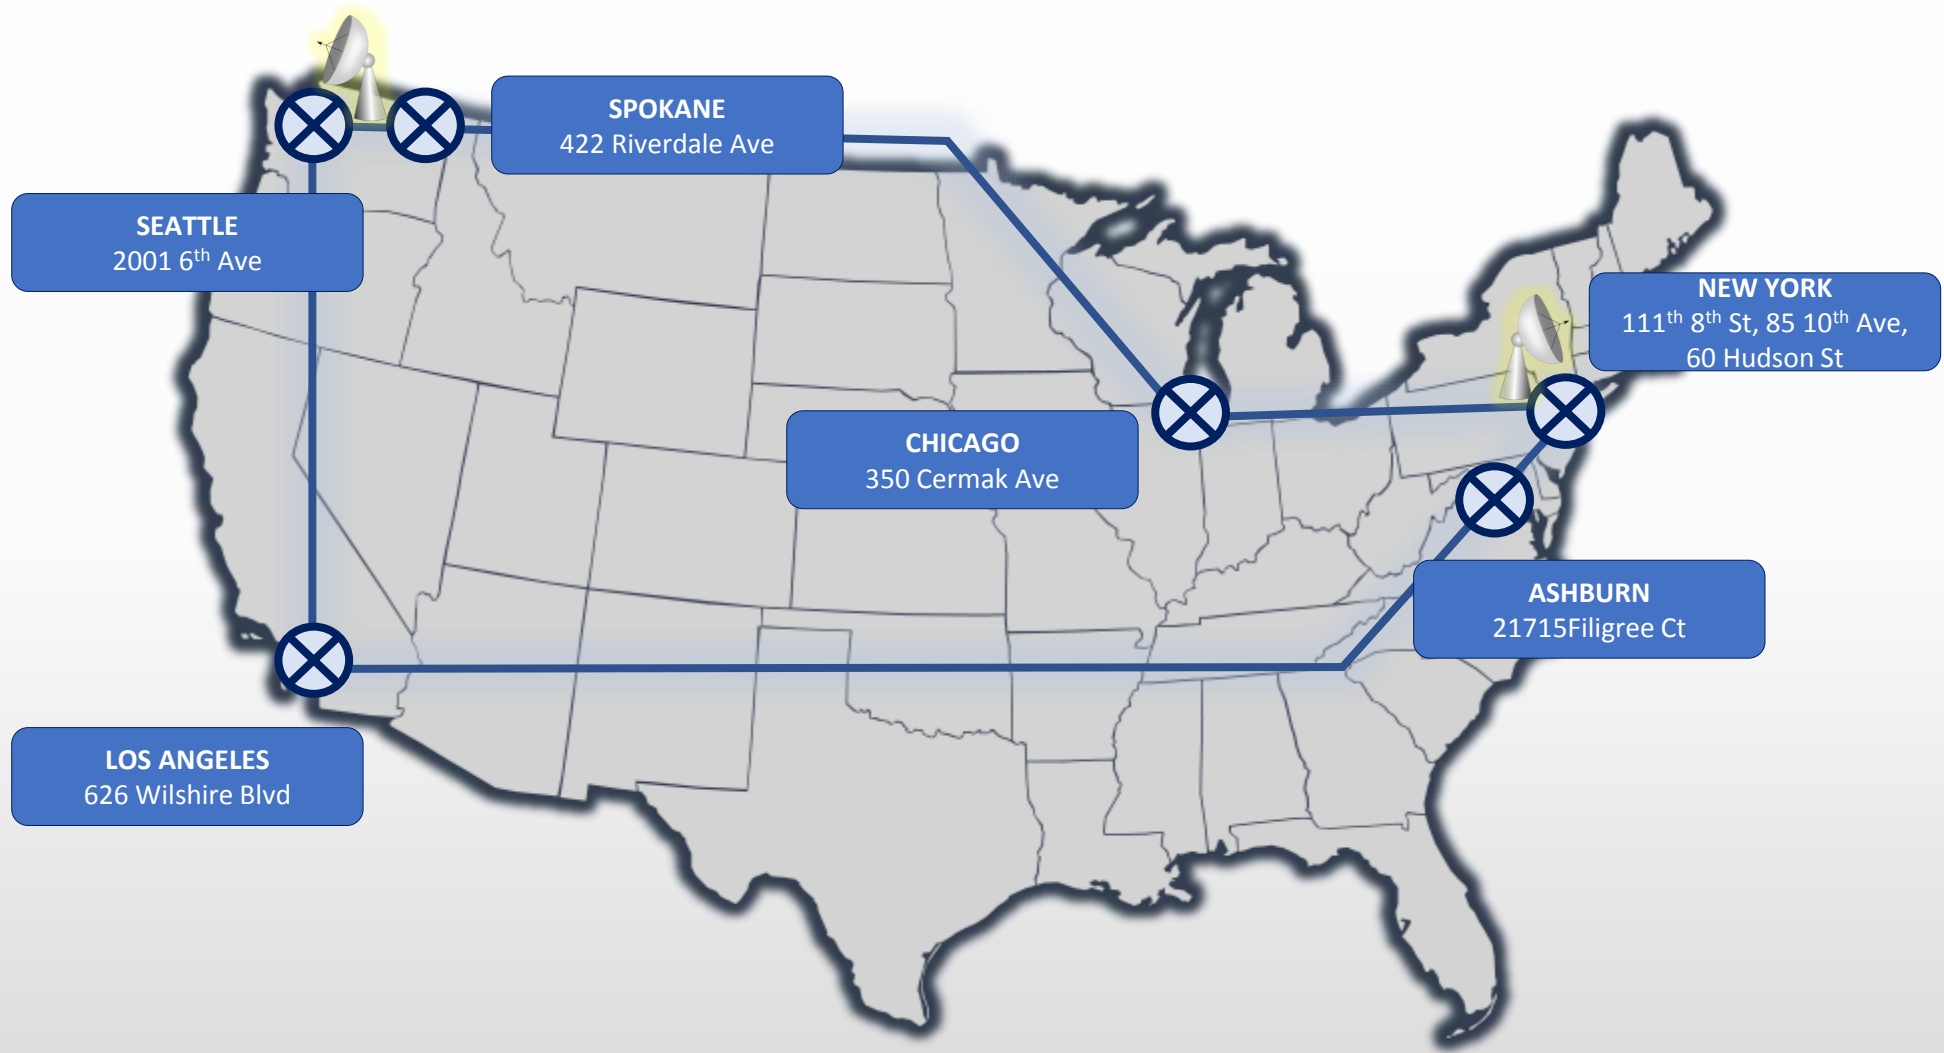 SPOKANE
422 Riverdale Ave
SEATTLE
2001 6th Ave
NEW YORK
111th 8th St, 85 10th Ave,
60 Hudson St
CHICAGO
350 Cermak Ave
ASHBURN
21715Filigree Ct
LOS ANGELES
626 Wilshire Blvd